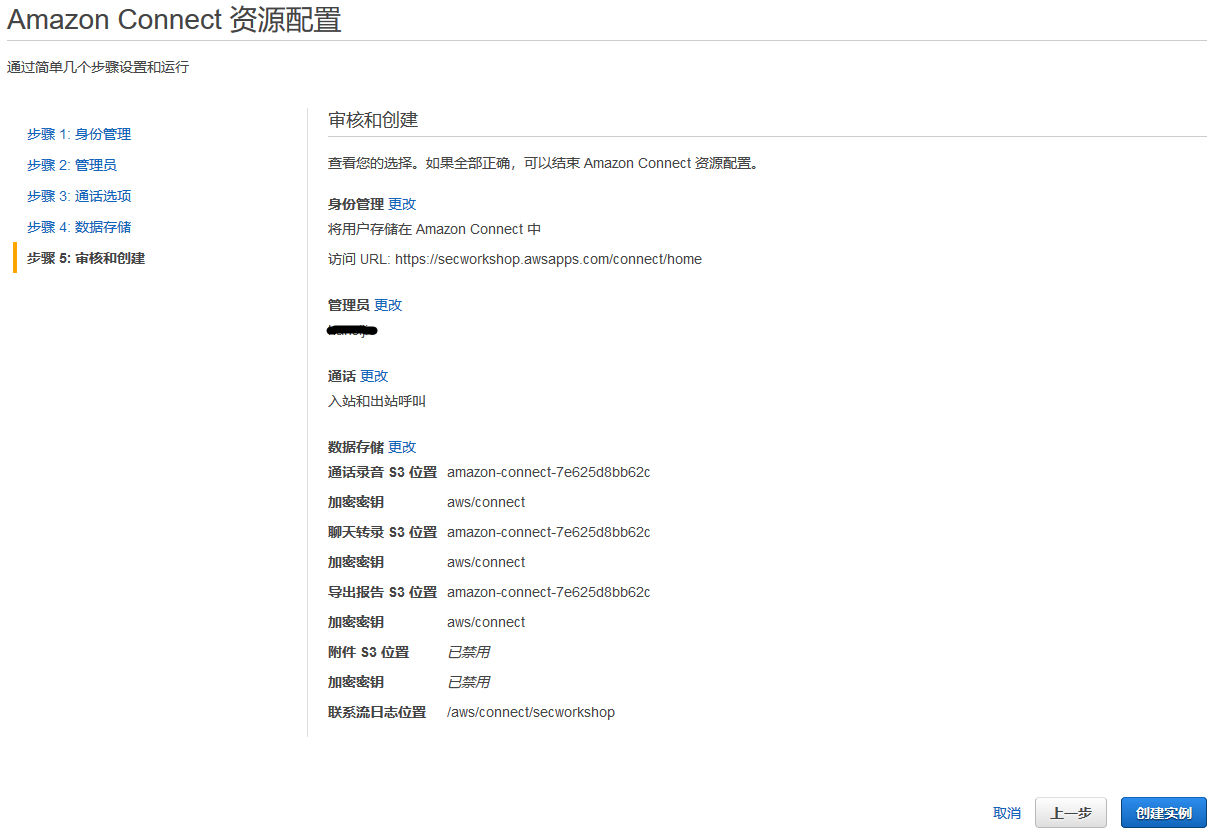 Amazon Connect 资源配置
通过简单几个步骤设置和运行
步骤 1: 身份管理
步骤 2: 管理员
步骤 3: 通话选项
步骤 4: 数据存储
步骤 5: 审核和创建
审核和创建
查看您的选择。如果全部正确，可以结束 Amazon Connect 资源配置。
身份管理 更改
将用户存储在 Amazon Connect 中
访问 URL: https://secworkshop.awsapps.com/connect/home
管理员 更改
通话 更改
入站和出站呼叫
数据存储 更改
通话录音 S3 位置 amazon-connect-7e625d8bb62c
加密密钥 aws/connect
聊天转录 S3 位置 amazon-connect-7e625d8bb62c
加密密钥 aws/connect
导出报告 S3 位置 amazon-connect-7e625d8bb62c
加密密钥 aws/connect
附件 S3 位置 已禁用
加密密钥 已禁用
联系流日志位置 /aws/connect/secworkshop
取消 上一步 创建实例